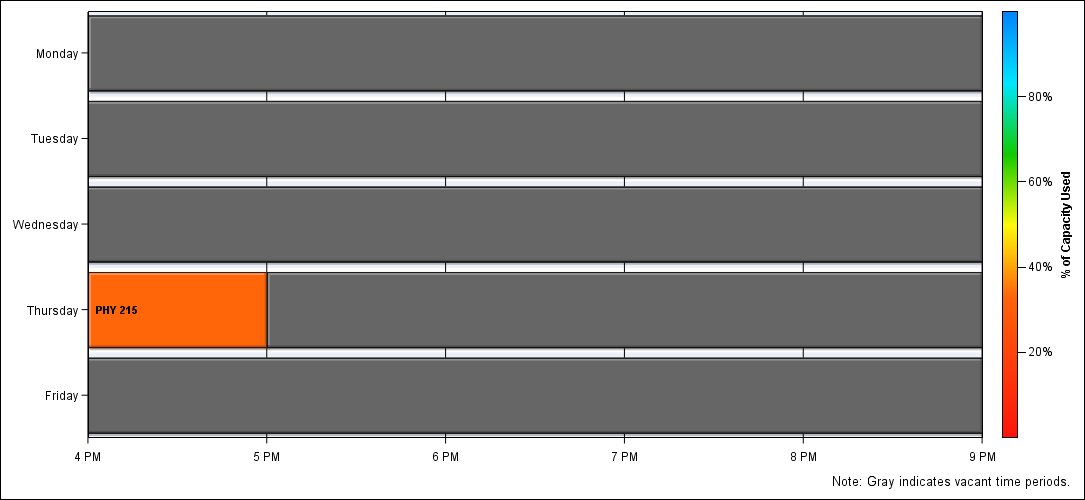 Monday
Tuesday
Wednesday
Thursday
Friday
PHY 215
4 PM
5 PM
6 PM
7 PM
8 PM
9 PM
80%
60%
40%
20%
% of Capacity Used
Note: Gray indicates vacant time periods.